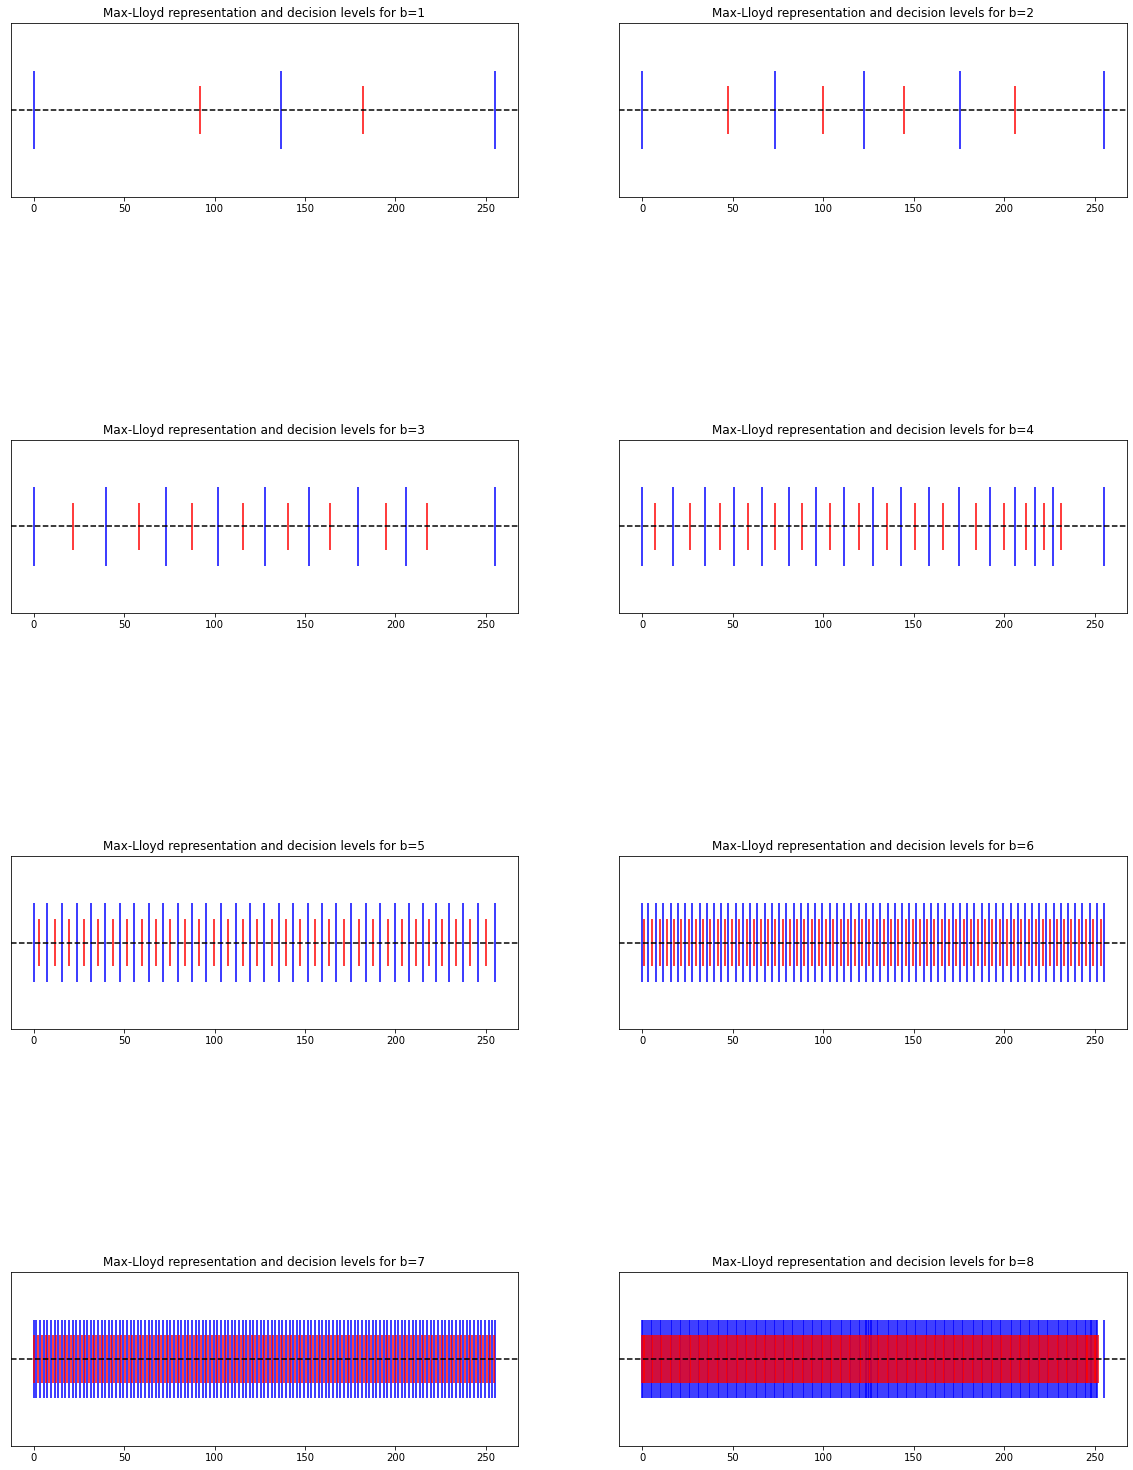 Max-Lloyd representation and decision levels for b=1
0 50 100 150 200 250
Max-Lloyd representation and decision levels for b=2
0 50 100 150 200 250
Max-Lloyd representation and decision levels for b=3
0 50 100 150 200 250
Max-Lloyd representation and decision levels for b=4
0 50 100 150 200 250
Max-Lloyd representation and decision levels for b=5
0 50 100 150 200 250
Max-Lloyd representation and decision levels for b=6
0 50 100 150 200 250
Max-Lloyd representation and decision levels for b=7
0 50 100 150 200 250
Max-Lloyd representation and decision levels for b=8
0 50 100 150 200 250